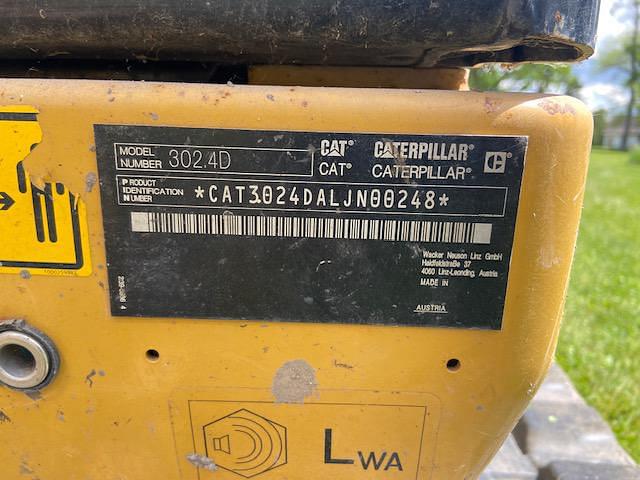 MODEL NUMBER 302.4D
CAT® CATERPILLAR®
CAT® CATERPILLAR®
PRODUCT IDENTIFICATION NUMBER *CAT3024DALJN00248*
Wacker Neuson Linz GmbH
Haidfeldstraße 37
4060 Linz-Leonding, Austria
MADE IN
AUSTRIA
LWA